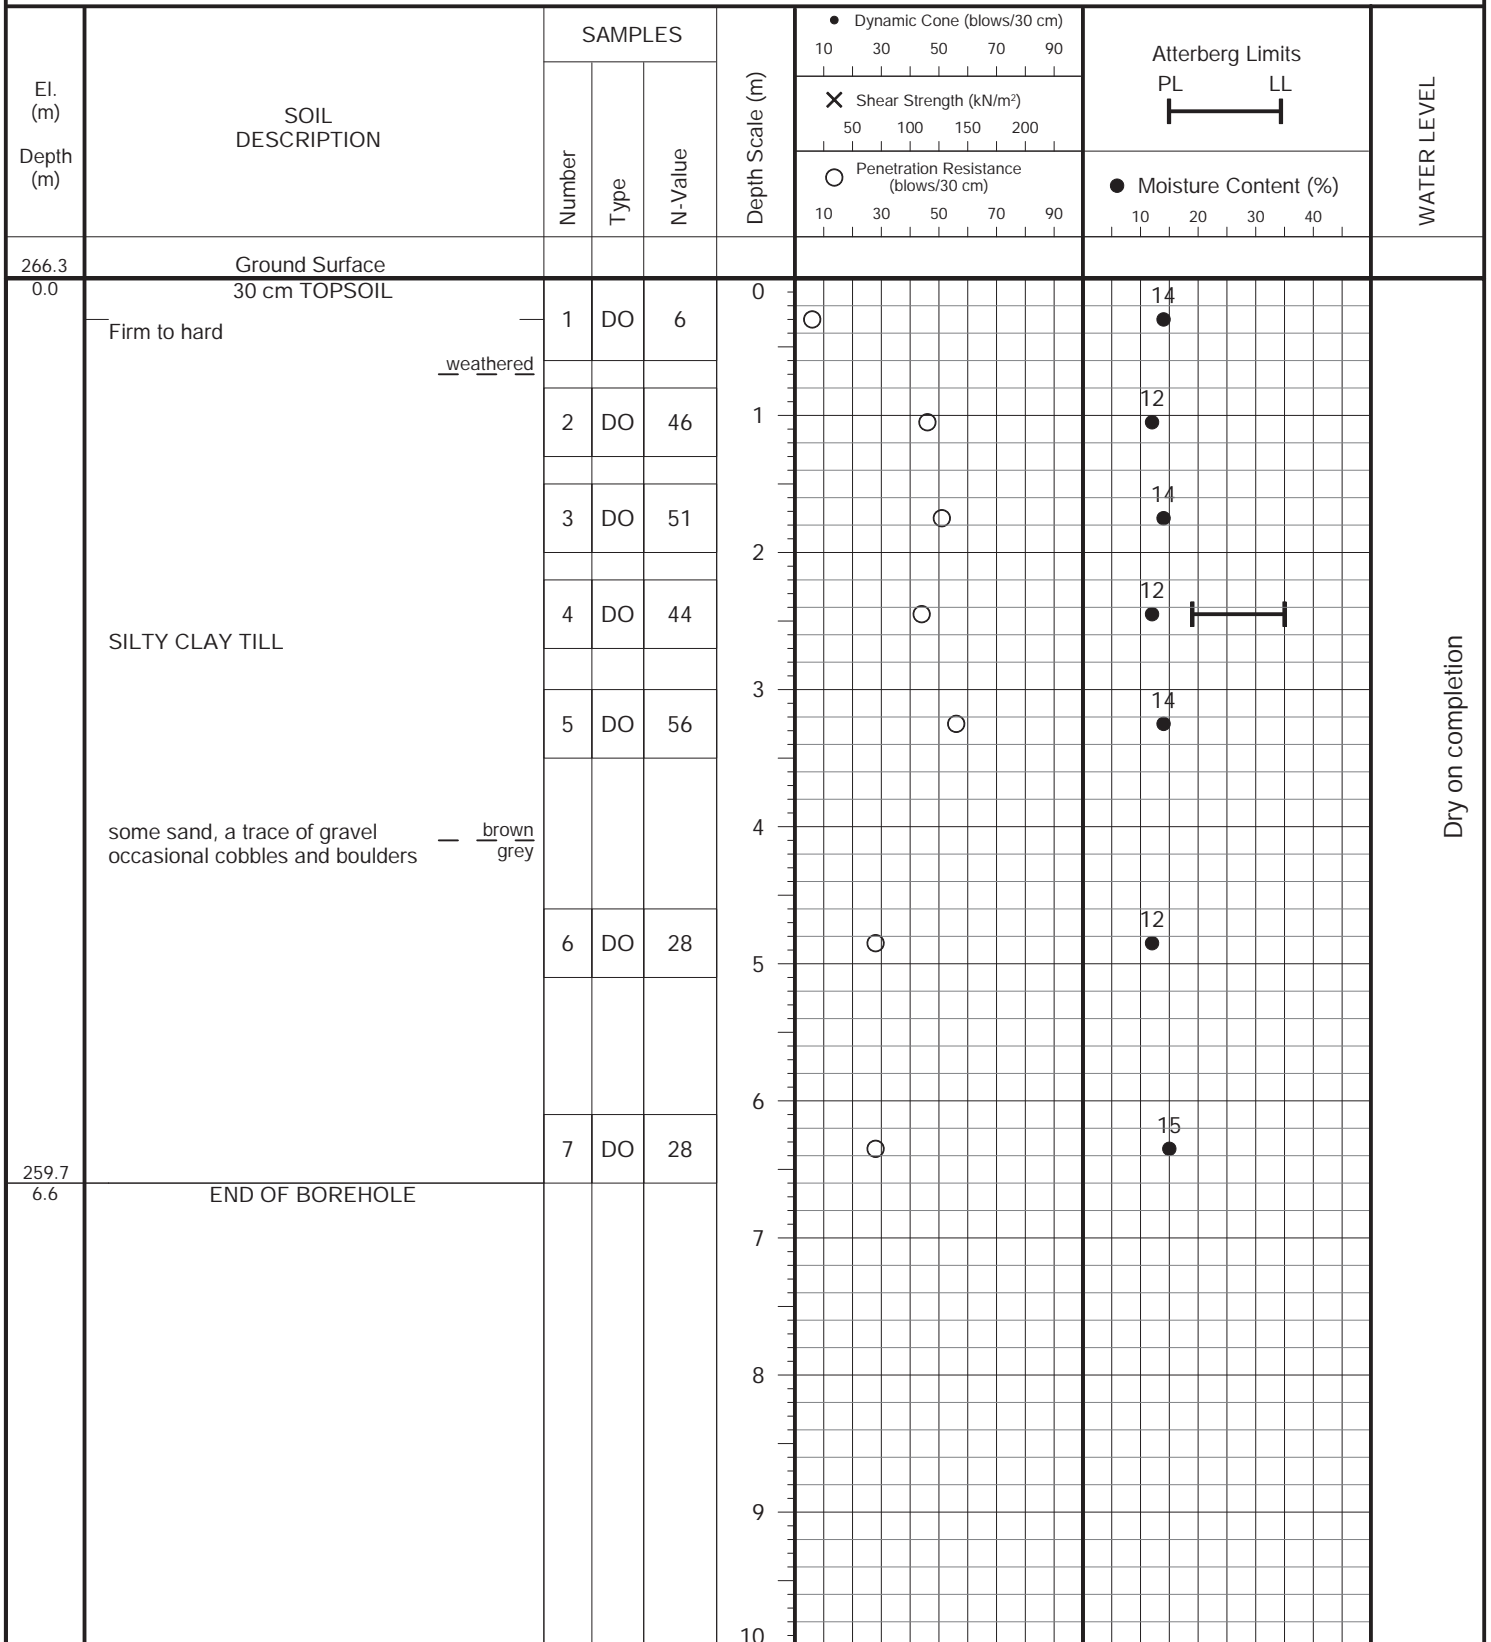 El.
(m)
Depth
(m)
SOIL
DESCRIPTION
SAMPLES
Number
Type
N-Value
Depth Scale (m)
Dynamic Cone (blows/30 cm)
10 30 50 70 90
Shear Strength (kN/m²)
50 100 150 200
Penetration Resistance
(blows/30 cm)
10 30 50 70 90
Atterberg Limits
PL LL
Moisture Content (%)
10 20 30 40
WATER LEVEL
266.3 Ground Surface
0.0 30 cm TOPSOIL 0
14
Firm to hard 1 DO 6
weathered
12
2 DO 46 1
14
3 DO 51
2
12
4 DO 44
SILTY CLAY TILL
3
14
5 DO 56
Dry on completion
some sand, a trace of gravel brown 4
occasional cobbles and boulders grey
12
6 DO 28
5
6
15
7 DO 28
259.7
6.6 END OF BOREHOLE
7
8
9
10